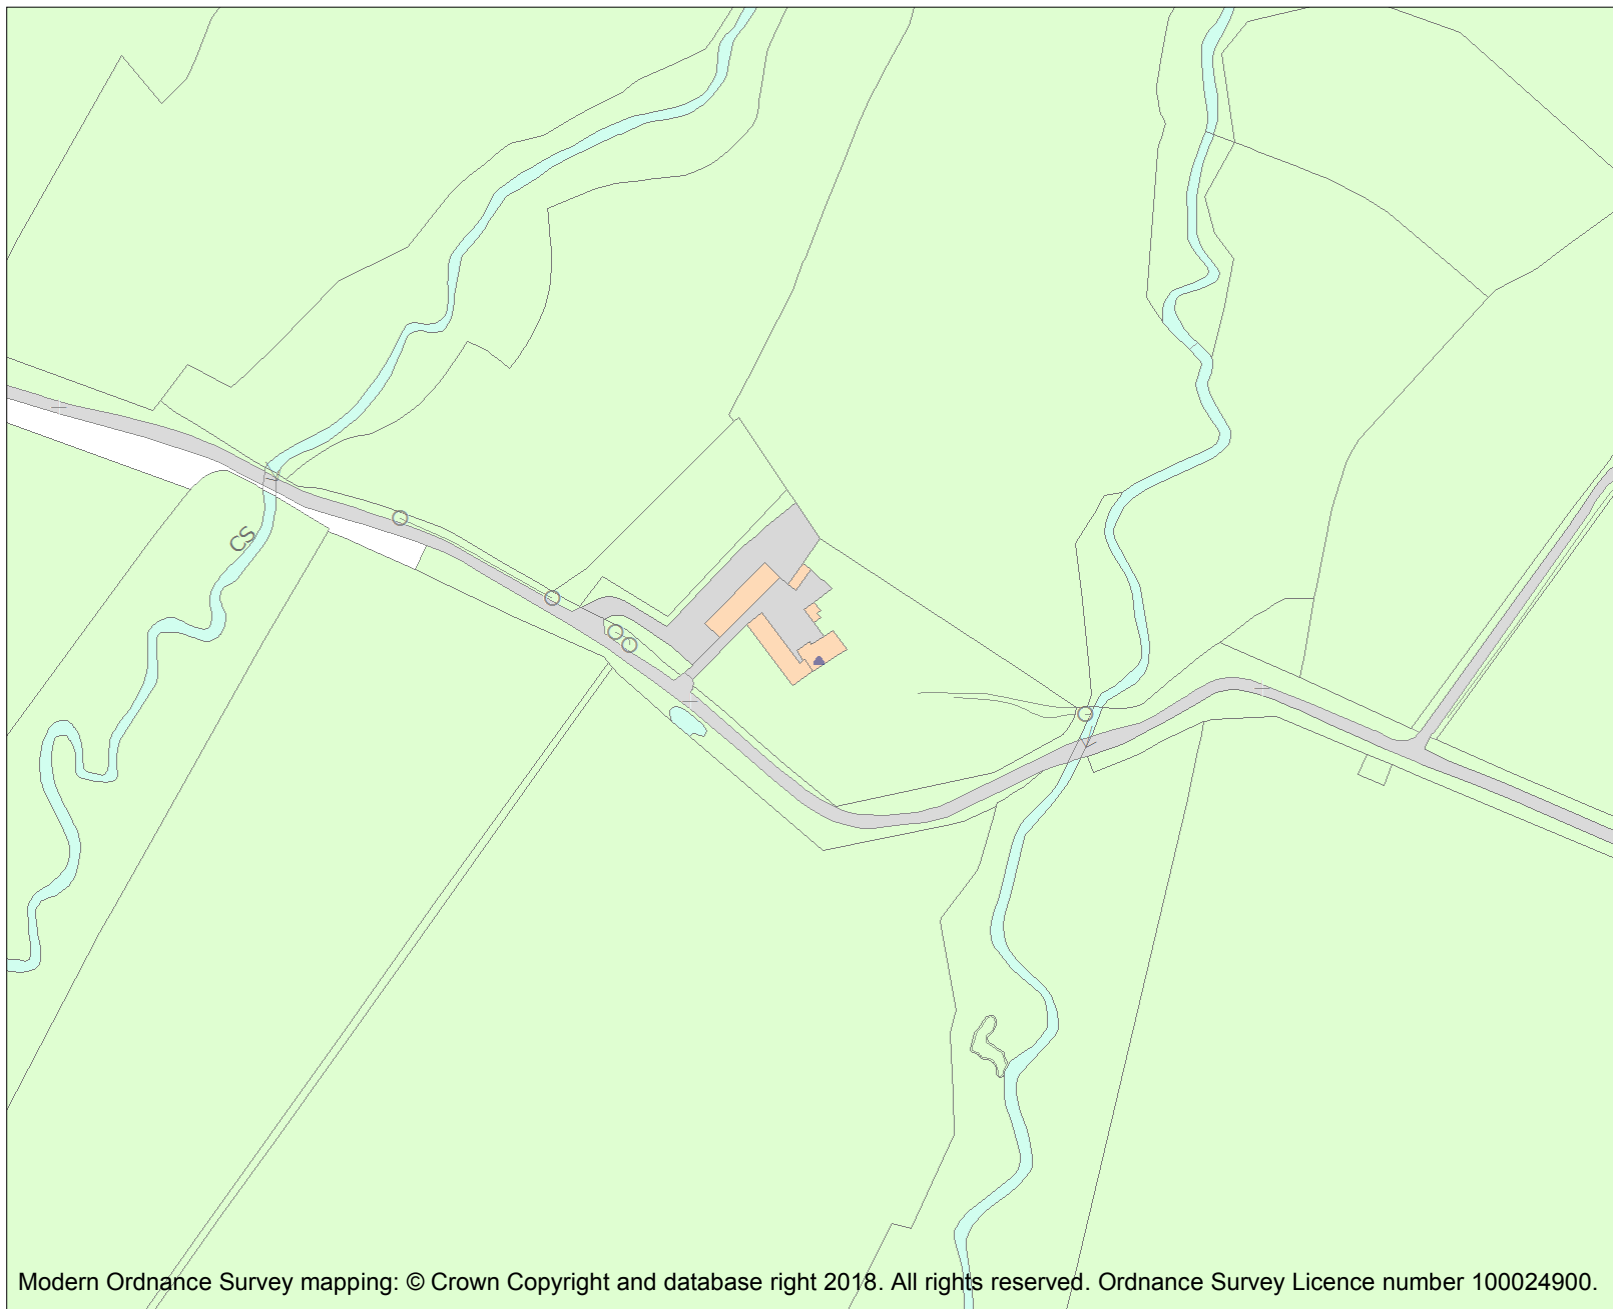 CS
Modern Ordnance Survey mapping: © Crown Copyright and database right 2018. All rights reserved. Ordnance Survey Licence number 100024900.